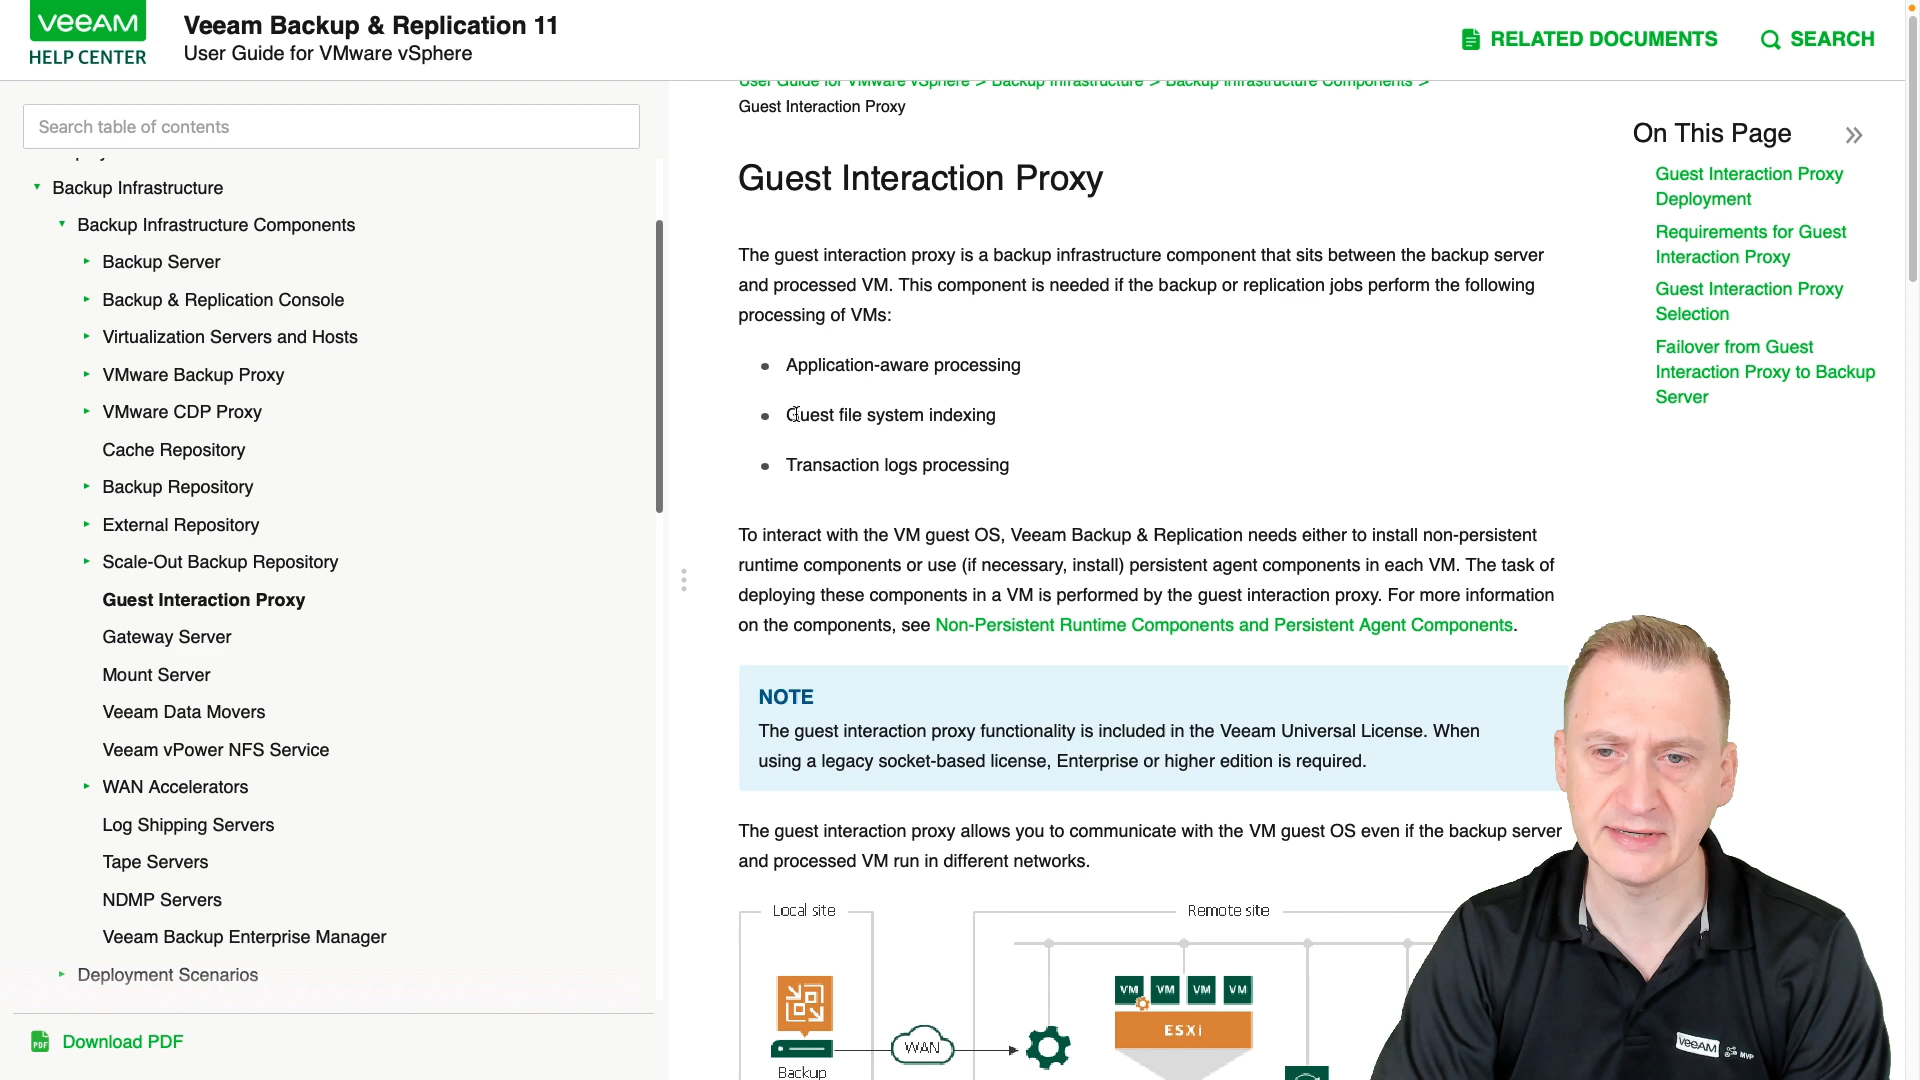 veeAM
HELP CENTER
Veeam Backup & Replication 11
User Guide for VMware vSphere
RELATED DOCUMENTS
SEARCH
Search table of contents
Backup Infrastructure
Backup Infrastructure Components
Backup Server
Backup & Replication Console
Virtualization Servers and Hosts
VMware Backup Proxy
VMware CDP Proxy
Cache Repository
Backup Repository
External Repository
Scale-Out Backup Repository
Guest Interaction Proxy
Gateway Server
Mount Server
Veeam Data Movers
Veeam vPower NFS Service
WAN Accelerators
Log Shipping Servers
Tape Servers
NDMP Servers
Veeam Backup Enterprise Manager
Deployment Scenarios
PDF
Download PDF
User Guide for VMware vSphere > Backup Infrastructure > Backup Infrastructure Components >
Guest Interaction Proxy
Guest Interaction Proxy
The guest interaction proxy is a backup infrastructure component that sits between the backup server
and processed VM. This component is needed if the backup or replication jobs perform the following
processing of VMs:
• Application-aware processing
• Guest file system indexing
• Transaction logs processing
To interact with the VM guest OS, Veeam Backup & Replication needs either to install non-persistent
runtime components or use (if necessary, install) persistent agent components in each VM. The task of
deploying these components in a VM is performed by the guest interaction proxy. For more information
on the components, see Non-Persistent Runtime Components and Persistent Agent Components.
NOTE
The guest interaction proxy functionality is included in the Veeam Universal License. When
using a legacy socket-based license, Enterprise or higher edition is required.
The guest interaction proxy allows you to communicate with the VM guest OS even if the backup server
and processed VM run in different networks.
Local site
Remote site
VM VM VM VM
ESXi
WAN
Backup
On This Page
Guest Interaction Proxy
Deployment
Requirements for Guest
Interaction Proxy
Guest Interaction Proxy
Selection
Failover from Guest
Interaction Proxy to Backup
Server
veeAM
MVP